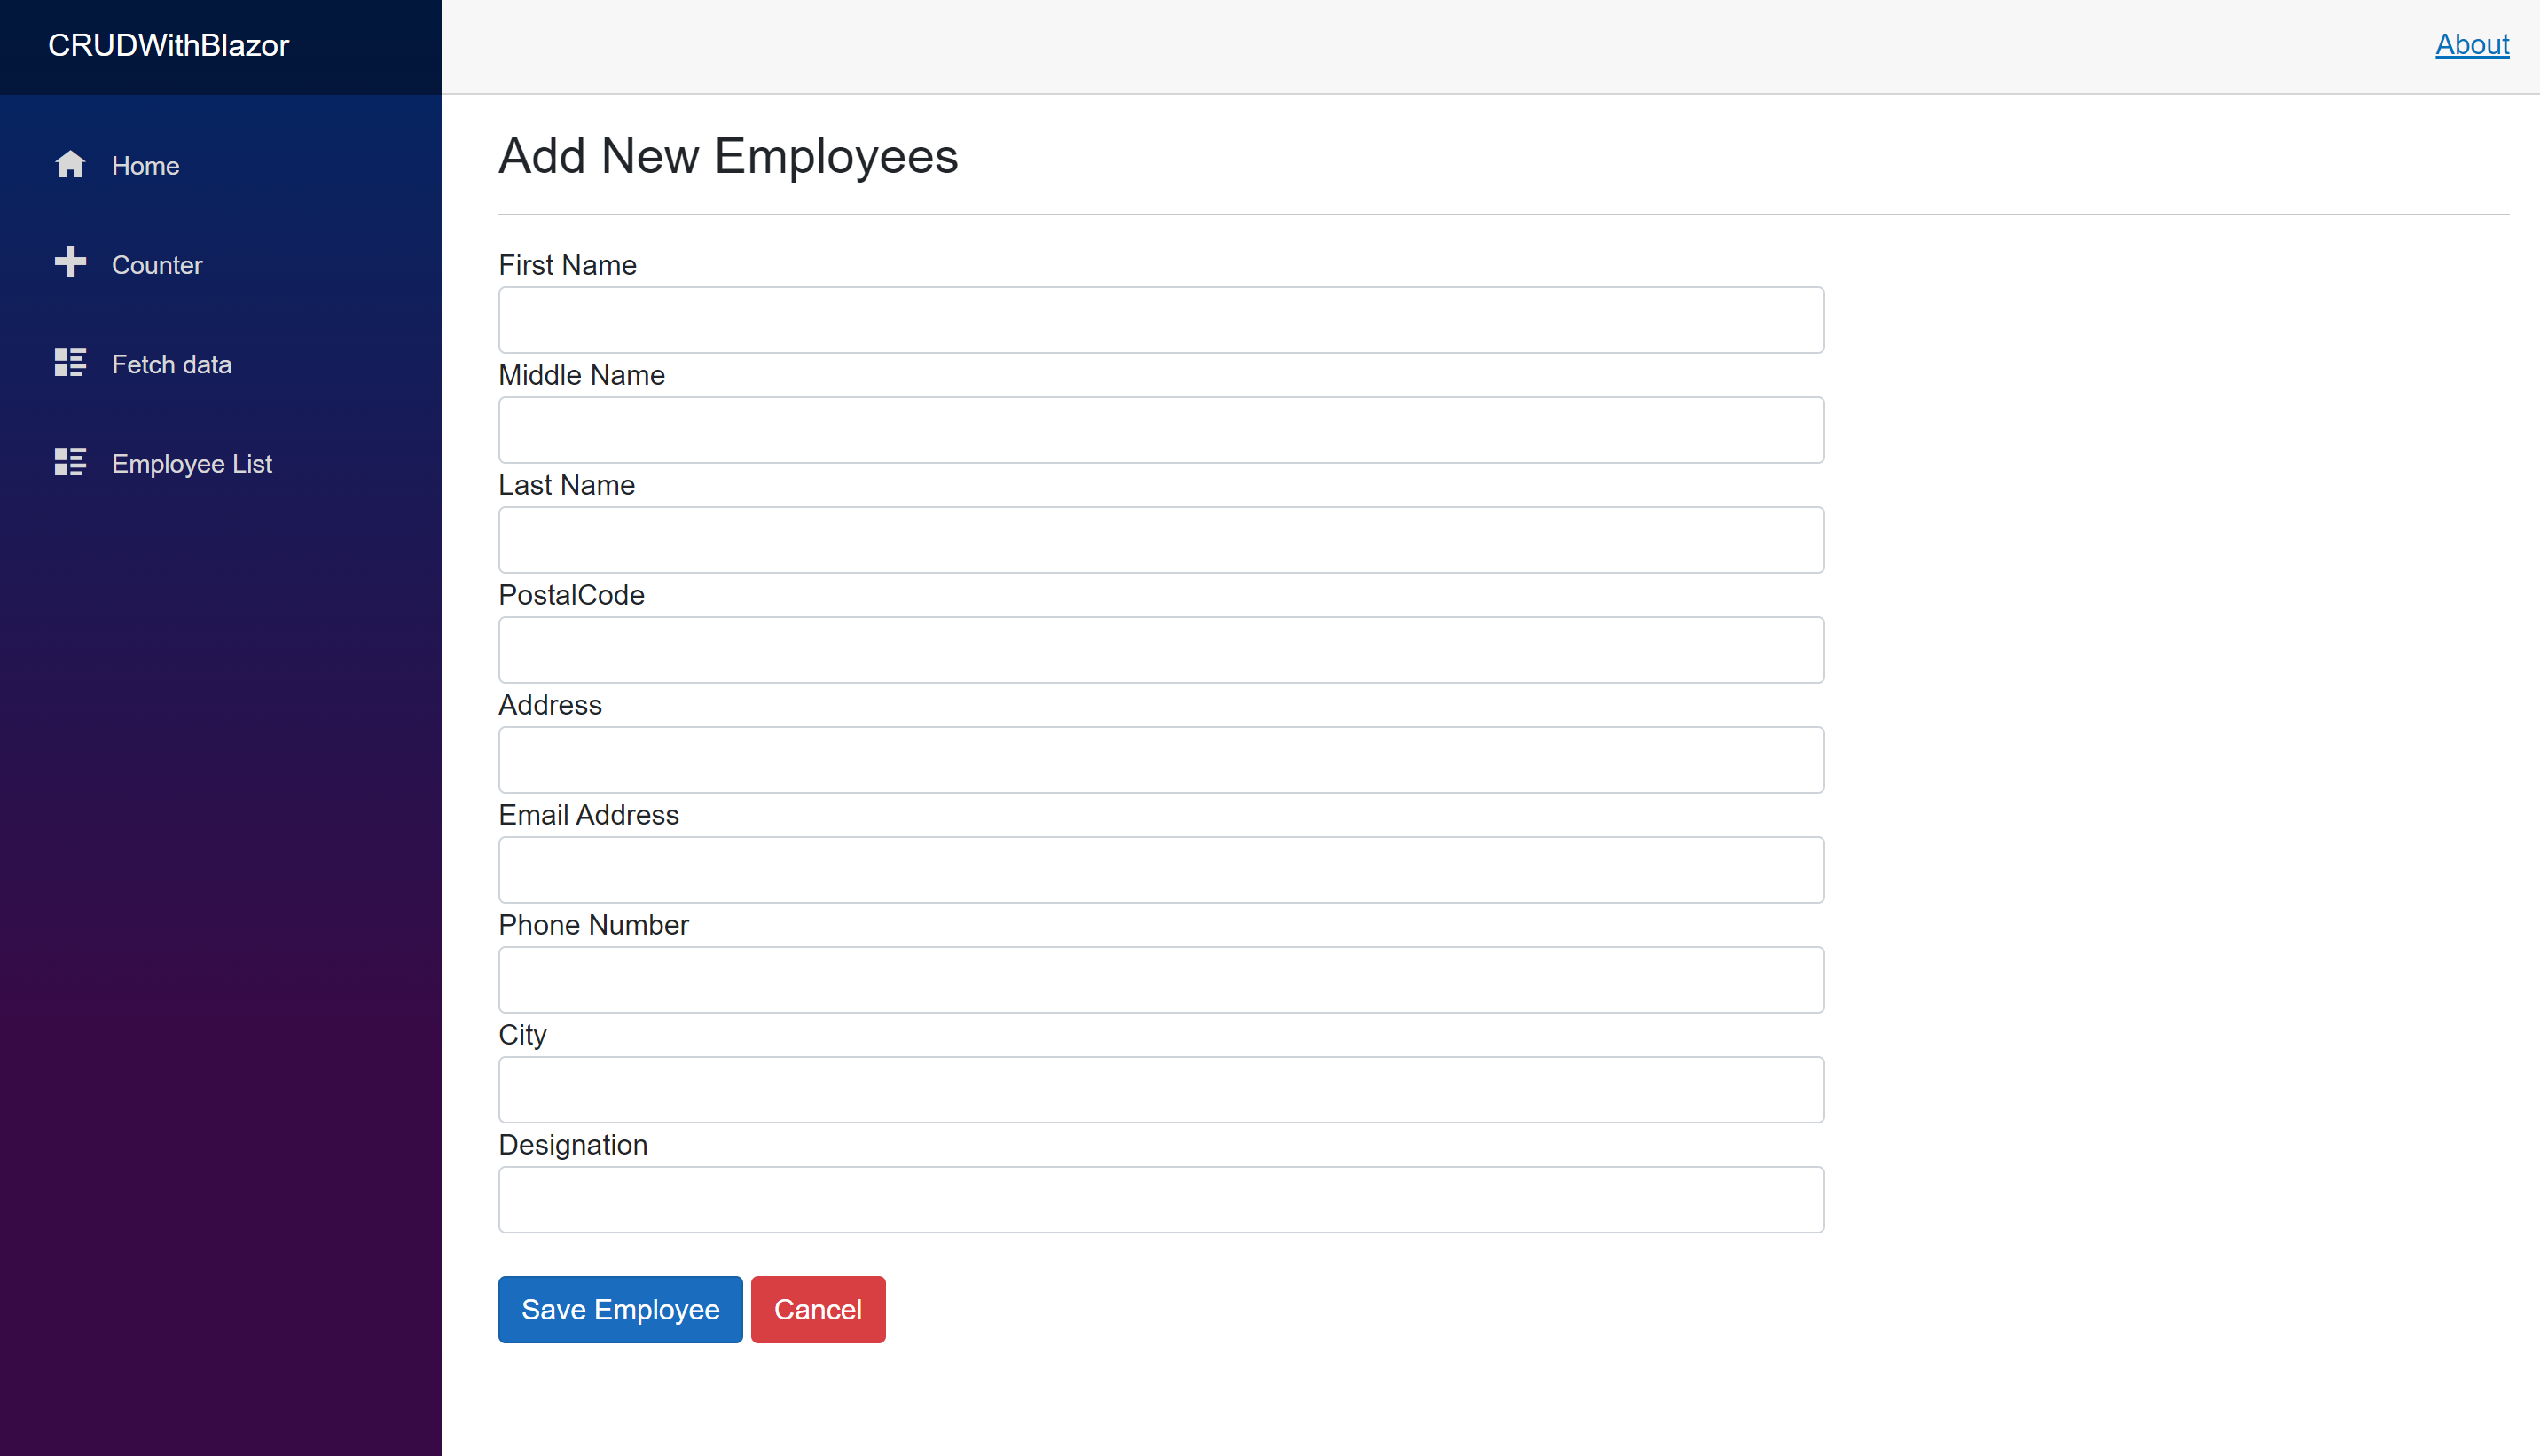 CRUDWithBlazor
About
Home
Counter
Fetch data
Employee List
Add New Employees
First Name
Middle Name
Last Name
PostalCode
Address
Email Address
Phone Number
City
Designation
Save Employee
Cancel